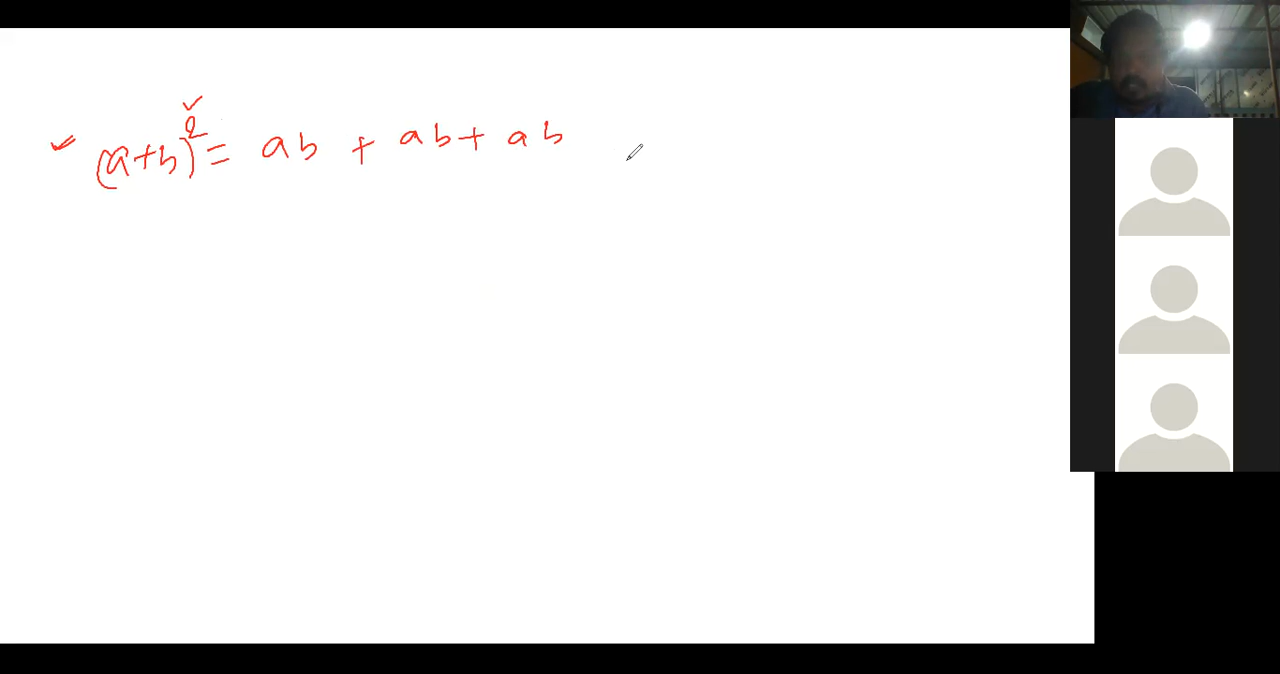 (a+b)² = ab + ab + ab